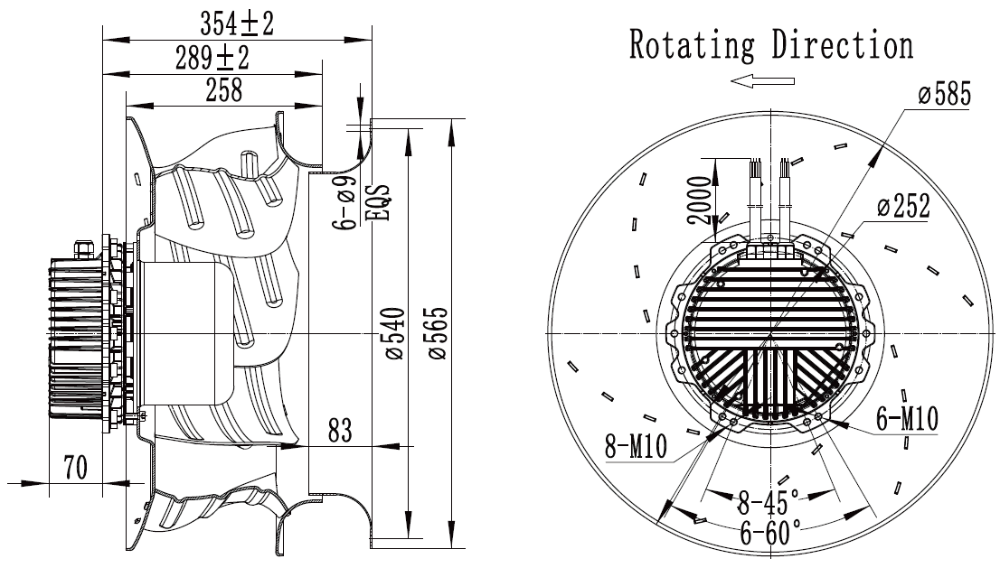 354±2
289±2
258
6-ø9
EQS
ø540
ø565
83
70
Rotating Direction
ø585
2000
ø252
6-M10
8-M10
8-45°
6-60°